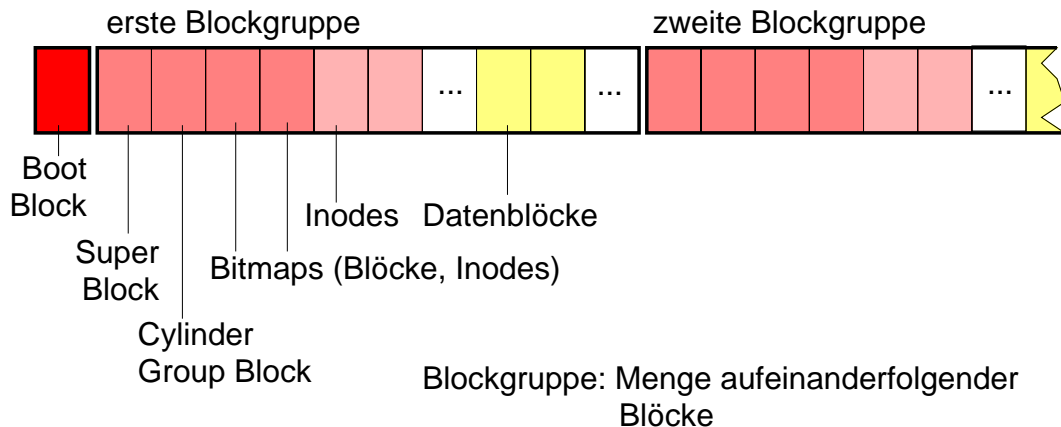 erste Blockgruppe
zweite Blockgruppe
...
...
...
Boot
Block
Inodes
Datenblöcke
Super
Block
Bitmaps (Blöcke, Inodes)
Cylinder
Group Block
Blockgruppe: Menge aufeinanderfolgender
Blöcke